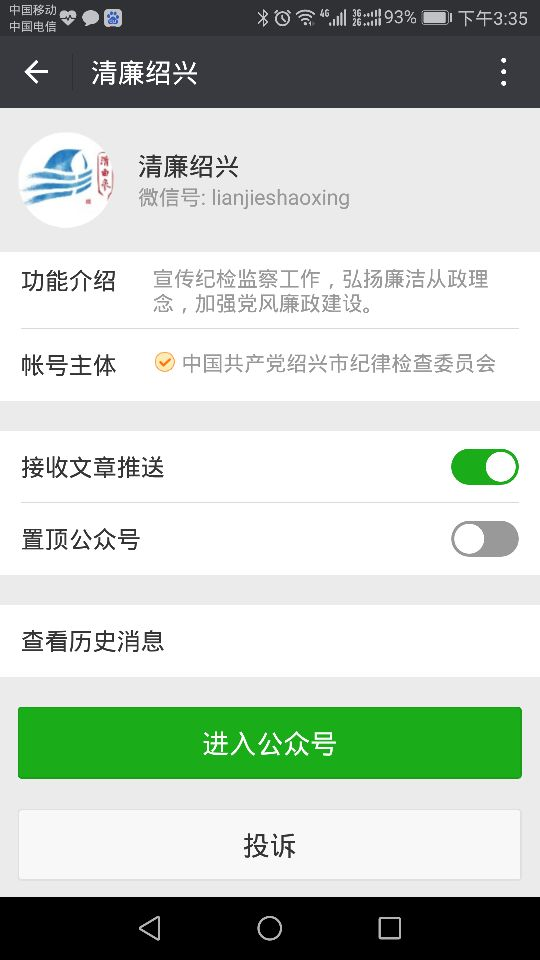 中国移动
中国电信
4G 3G 2G 93% 下午3:35
清廉绍兴
清廉绍兴
微信号: lianjieshaoxing
功能介绍 宣传纪检监察工作，弘扬廉洁从政理
念，加强党风廉政建设。
帐号主体 中国共产党绍兴市纪律检查委员会
接收文章推送
置顶公众号
查看历史消息
进入公众号
投诉